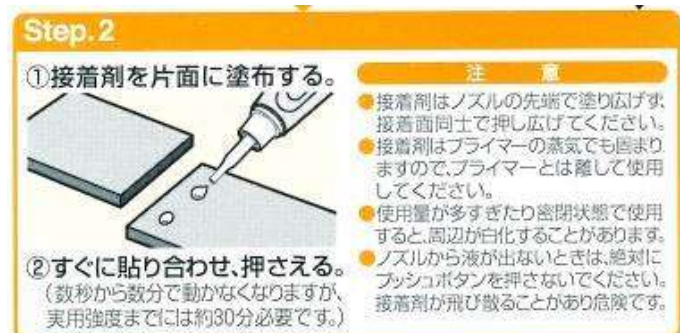 Step.2
①接着剤を片面に塗布する。
②すぐに貼り合わせ、押さえる。
(数秒から数分で動かなくなりますが、
実用強度までには約30分必要です。)
注 意
●接着剤はノズルの先端で塗り広げず、
接着面同士で押し広げてください。
●接着剤はプライマーの蒸気でも固まり
ますので、プライマーとは離して使用
してください。
●使用量が多すぎたり密閉状態で使用
すると、周辺が白化することがあります。
●ノズルから液が出ないときは、絶対に
プッシュボタンを押さないでください。
接着剤が飛び散ることがあり危険です。